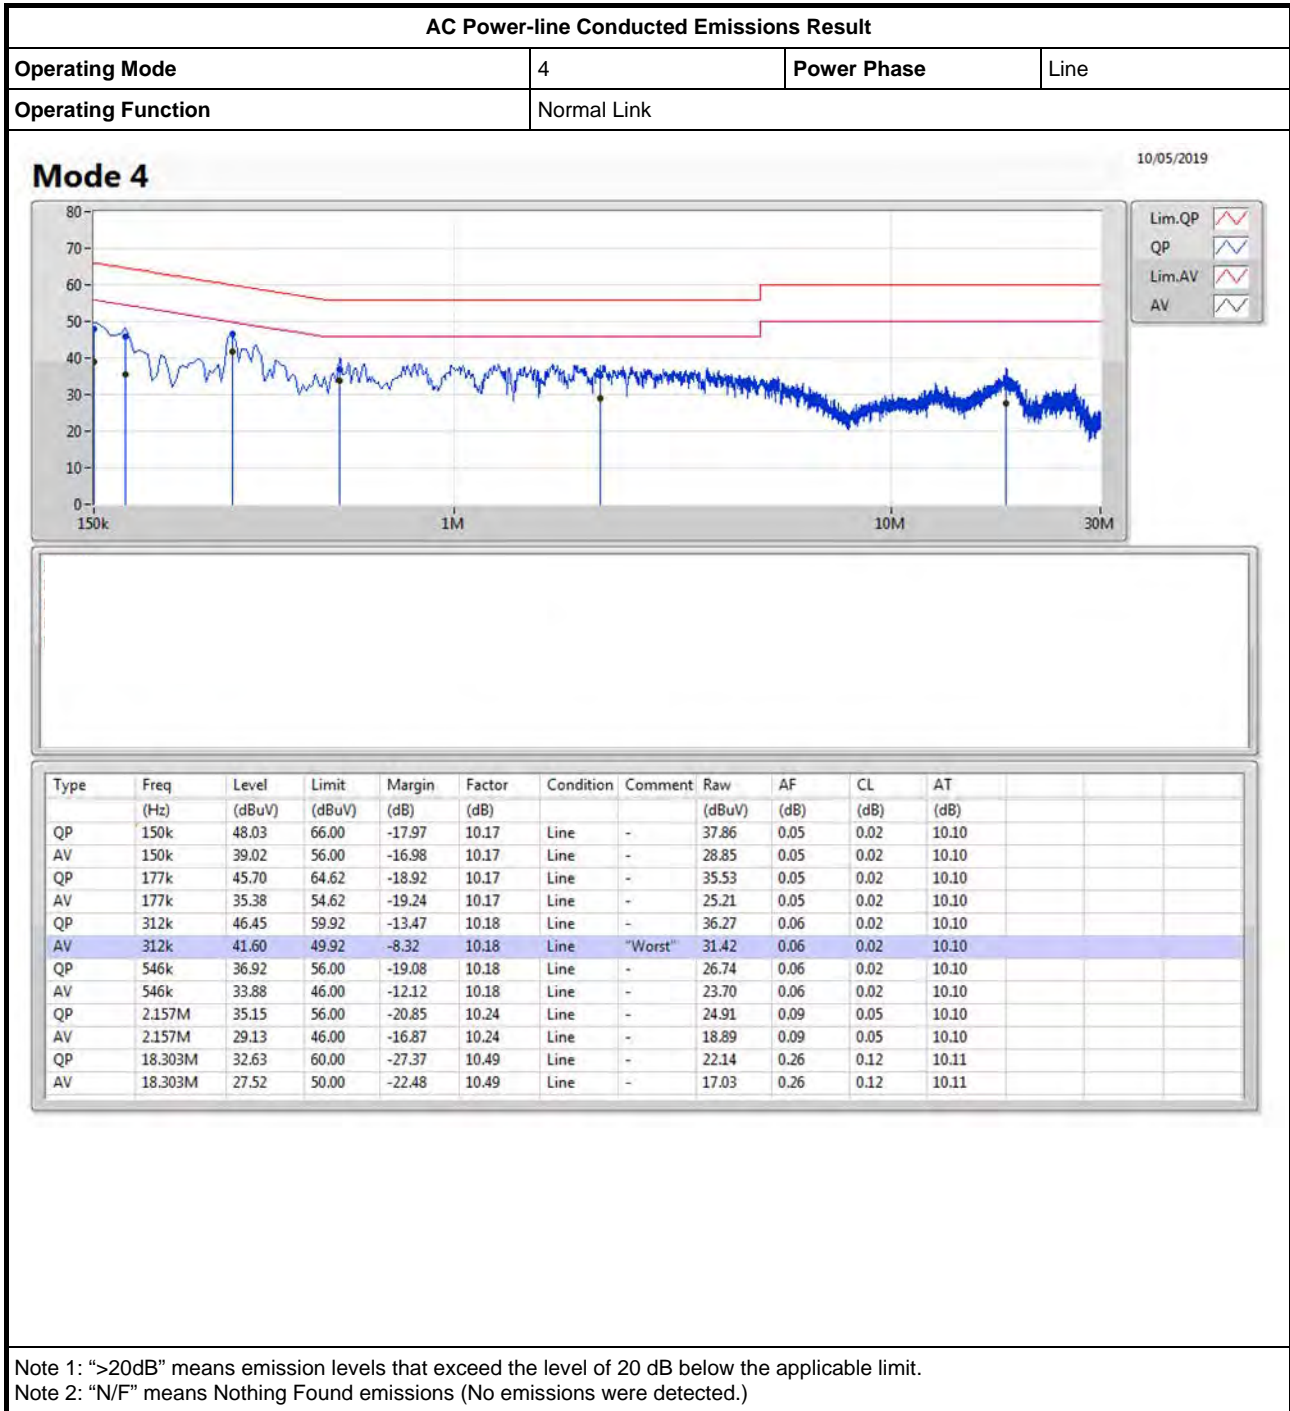 AC Power-line Conducted Emissions Result
Operating Mode 4 Power Phase Line
Operating Function Normal Link
10/05/2019
Mode 4
80
70
60
50
40
30
20
10
0
150k 1M 10M 30M
Lim.QP
QP
Lim.AV
AV
Type Freq Level Limit Margin Factor Condition Comment Raw AF CL AT
(Hz) (dBuV) (dBuV) (dB) (dB) (dBuV) (dB) (dB) (dB)
QP 150k 48.03 66.00 -17.97 10.17 Line - 37.86 0.05 0.02 10.10
AV 150k 39.02 56.00 -16.98 10.17 Line - 28.85 0.05 0.02 10.10
QP 177k 45.70 64.62 -18.92 10.17 Line - 35.53 0.05 0.02 10.10
AV 177k 35.38 54.62 -19.24 10.17 Line - 25.21 0.05 0.02 10.10
QP 312k 46.45 59.92 -13.47 10.18 Line - 36.27 0.06 0.02 10.10
AV 312k 41.60 49.92 -8.32 10.18 Line "Worst" 31.42 0.06 0.02 10.10
QP 546k 36.92 56.00 -19.08 10.18 Line - 26.74 0.06 0.02 10.10
AV 546k 33.88 46.00 -12.12 10.18 Line - 23.70 0.06 0.02 10.10
QP 2.157M 35.15 56.00 -20.85 10.24 Line - 24.91 0.09 0.05 10.10
AV 2.157M 29.13 46.00 -16.87 10.24 Line - 18.89 0.09 0.05 10.10
QP 18.303M 32.63 60.00 -27.37 10.49 Line - 22.14 0.26 0.12 10.11
AV 18.303M 27.52 50.00 -22.48 10.49 Line - 17.03 0.26 0.12 10.11
Note 1: “>20dB” means emission levels that exceed the level of 20 dB below the applicable limit.
Note 2: “N/F” means Nothing Found emissions (No emissions were detected.)